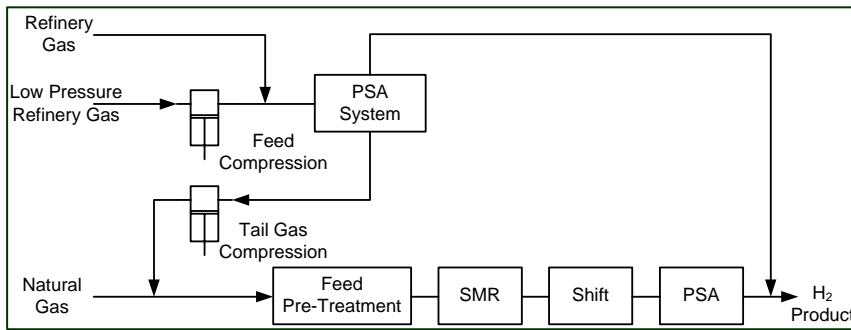 Refinery
Gas
Low Pressure
Refinery Gas
PSA
System
Feed
Compression
Tail Gas
Compression
Natural
Gas
Feed
Pre-Treatment
SMR
Shift
PSA
H₂
Product